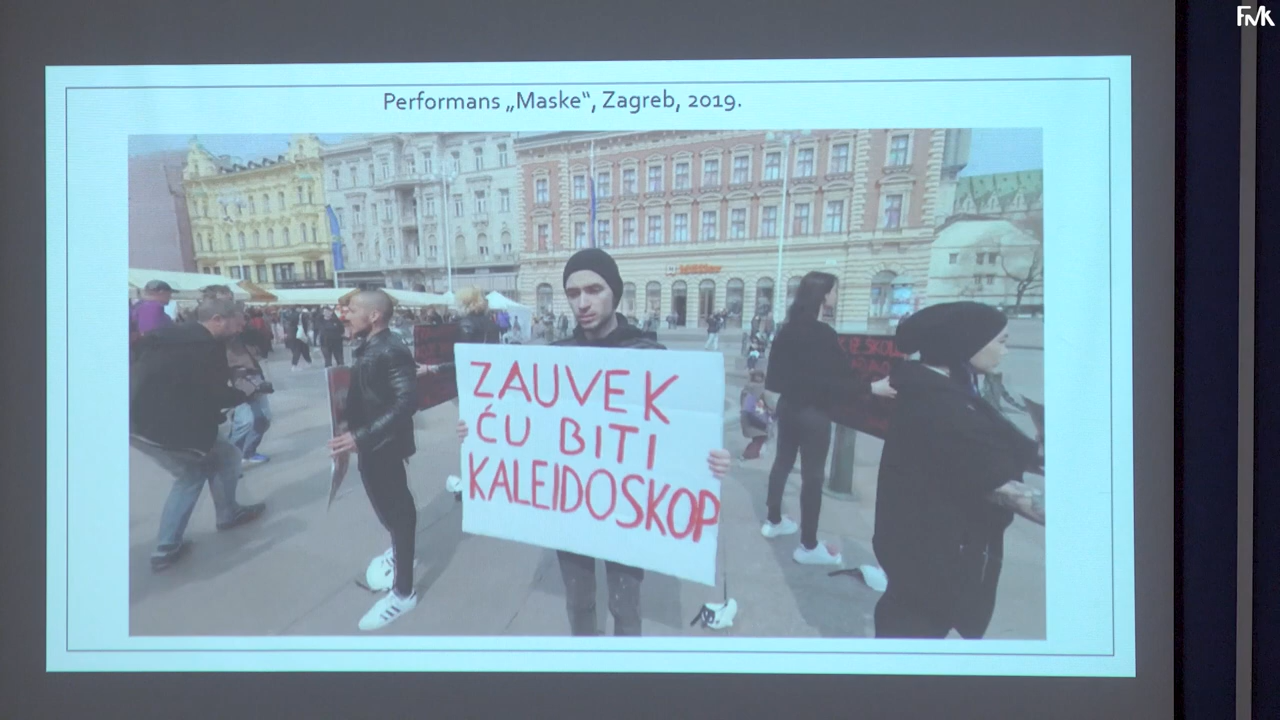 FMK
Performans „Maske“, Zagreb, 2019.
ZAUVEK
ĆU BITI
KALEIDOSKOP